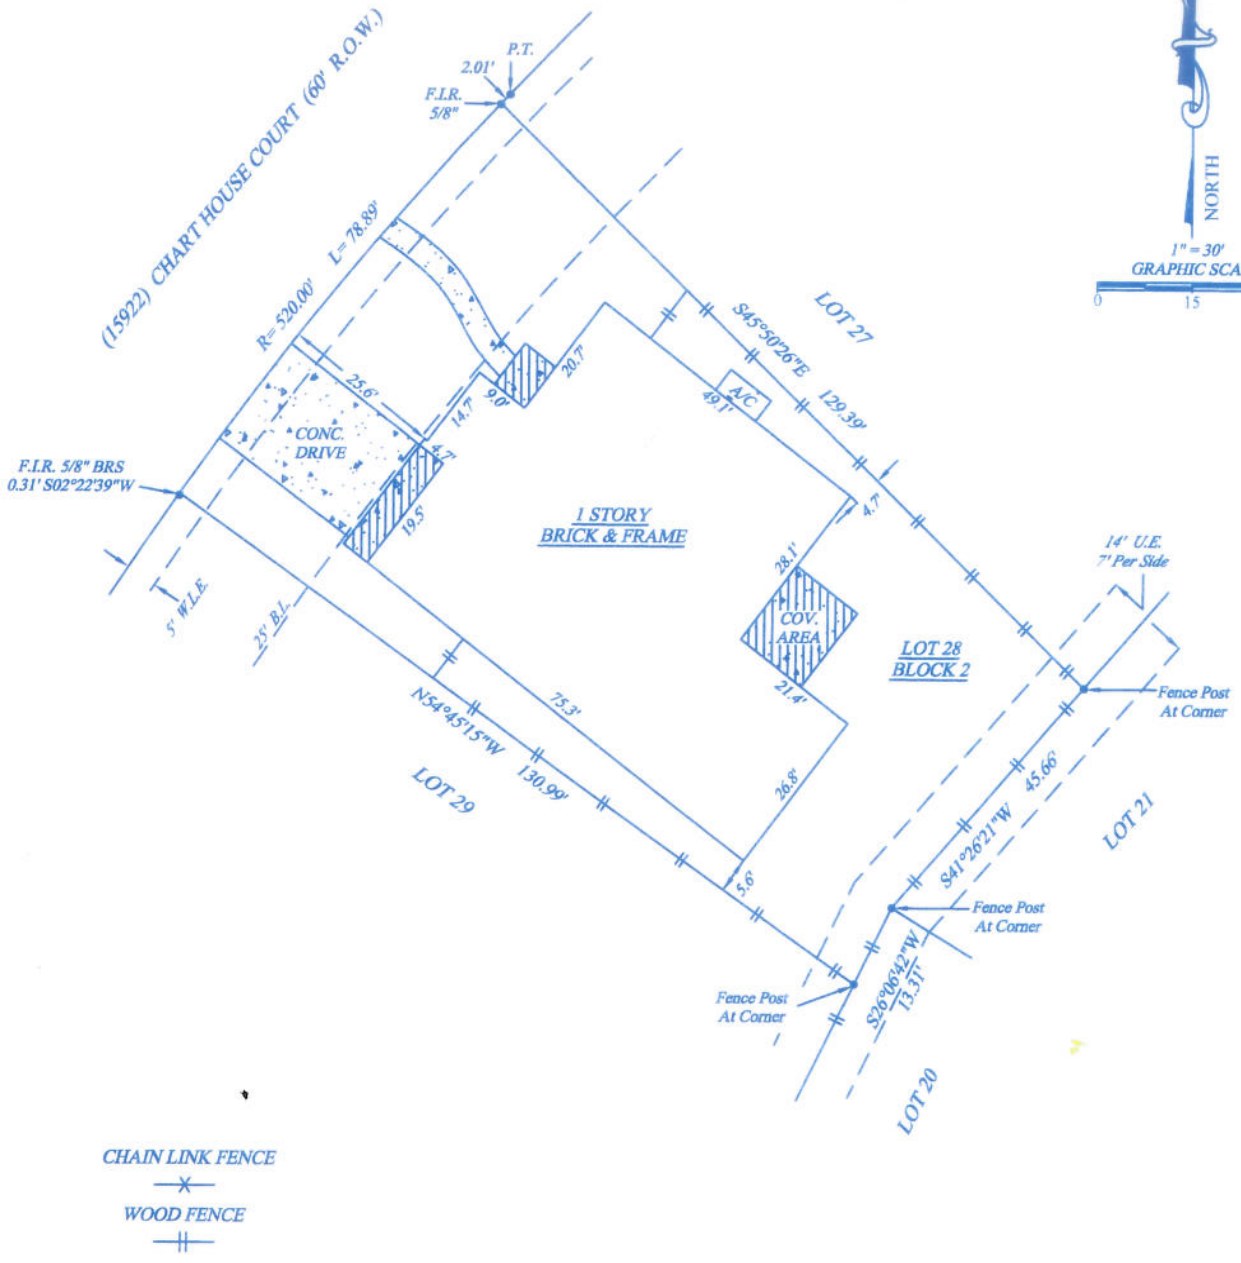 P.T.
2.01'
F.I.R.
5/8"
(15922) CHART HOUSE COURT (60' R.O.W.)
NORTH
1" = 30'
GRAPHIC SCA
0
15
L= 78.89'
R= 520.00'
LOT 27
S45°50'26"E
129.39'
20.7'
9.0'
14.7'
25.6'
4.7'
A/C
49.1'
CONC.
DRIVE
F.I.R. 5/8" BRS
0.31' S02°22'39"W
19.5'
1 STORY
BRICK & FRAME
4.7'
28.1'
14' U.E.
7' Per Side
5' W.L.E.
25' B.L.
COV.
AREA
LOT 28
BLOCK 2
21.4'
Fence Post
At Corner
75.3'
N54°45'15"W
130.99'
LOT 29
26.8'
45.66'
S41°26'21"W
LOT 21
5.6'
Fence Post
At Corner
S26°06'42"W
13.31'
Fence Post
At Corner
LOT 20
CHAIN LINK FENCE
WOOD FENCE